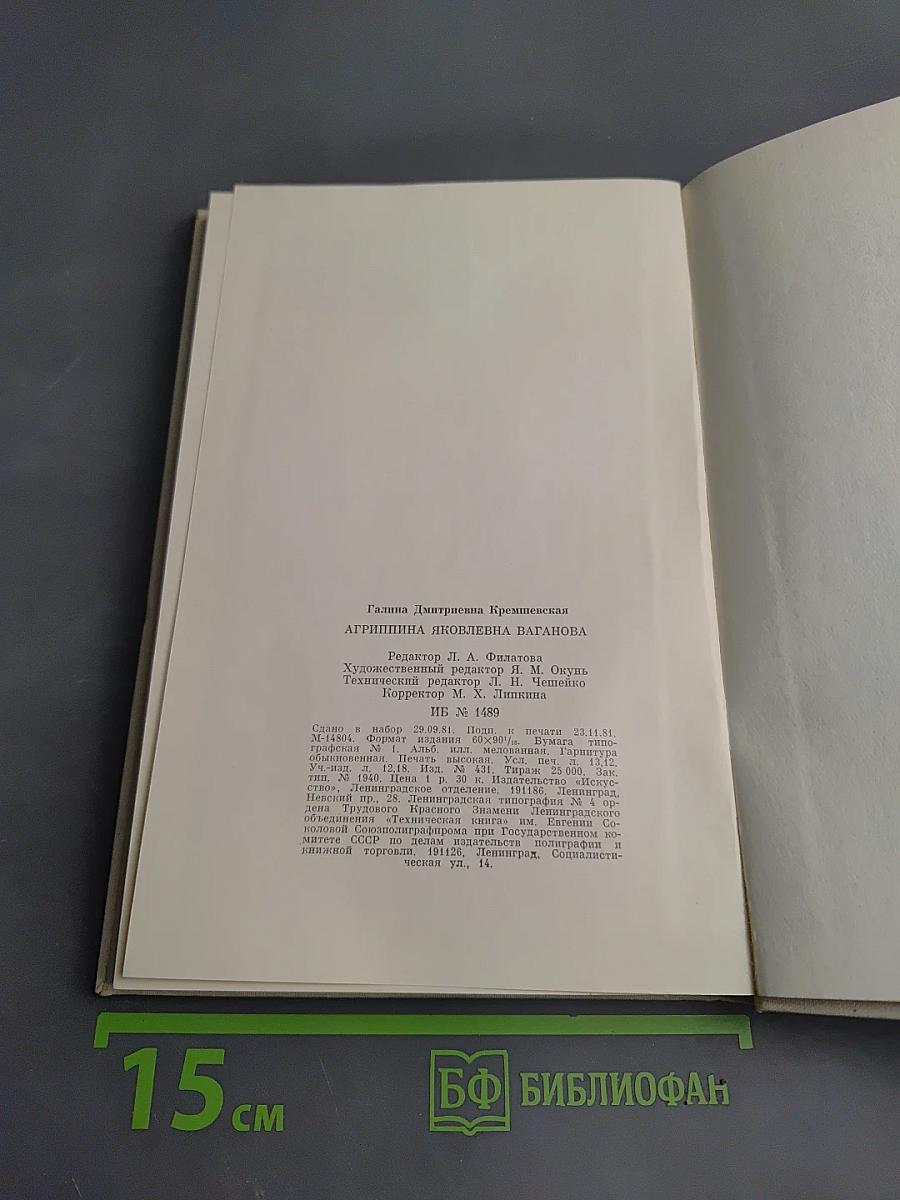 Галина Дмитриевна Кремшевская
АГРИППИНА ЯКОВЛЕВНА ВАГАНОВА
Редактор Л. А. Филатова
Художественный редактор Я. М. Окунь
Технический редактор Л. Н. Чешейко
Корректор М. Х. Липкина
ИБ № 1489
Сдано в набор 29.09.81. Подп. к печати 23.11.81.
М-14804. Формат издания 60×90¹/₁₆. Бумага типо-
графская № 1. Альб. илл. мелованная. Гарнитура
обыкновенная. Печать высокая. Усл. печ. л. 13,12.
Уч.-изд. л. 12,18. Изд. № 431. Тираж 25 000. Зак.
тип. № 1940. Цена 1 р. 30 к. Издательство «Искус-
ство», Ленинградское отделение. 191186, Ленинград,
Невский пр., 28. Ленинградская типография № 4 ор-
дена Трудового Красного Знамени Ленинградского
объединения «Техническая книга» им. Евгении Со-
коловой Союзполиграфпрома при Государственном ко-
митете СССР по делам издательств полиграфии и
книжной торговли. 191126, Ленинград, Социалисти-
ческая ул., 14.
15 см
БФ БИБЛИОФАН